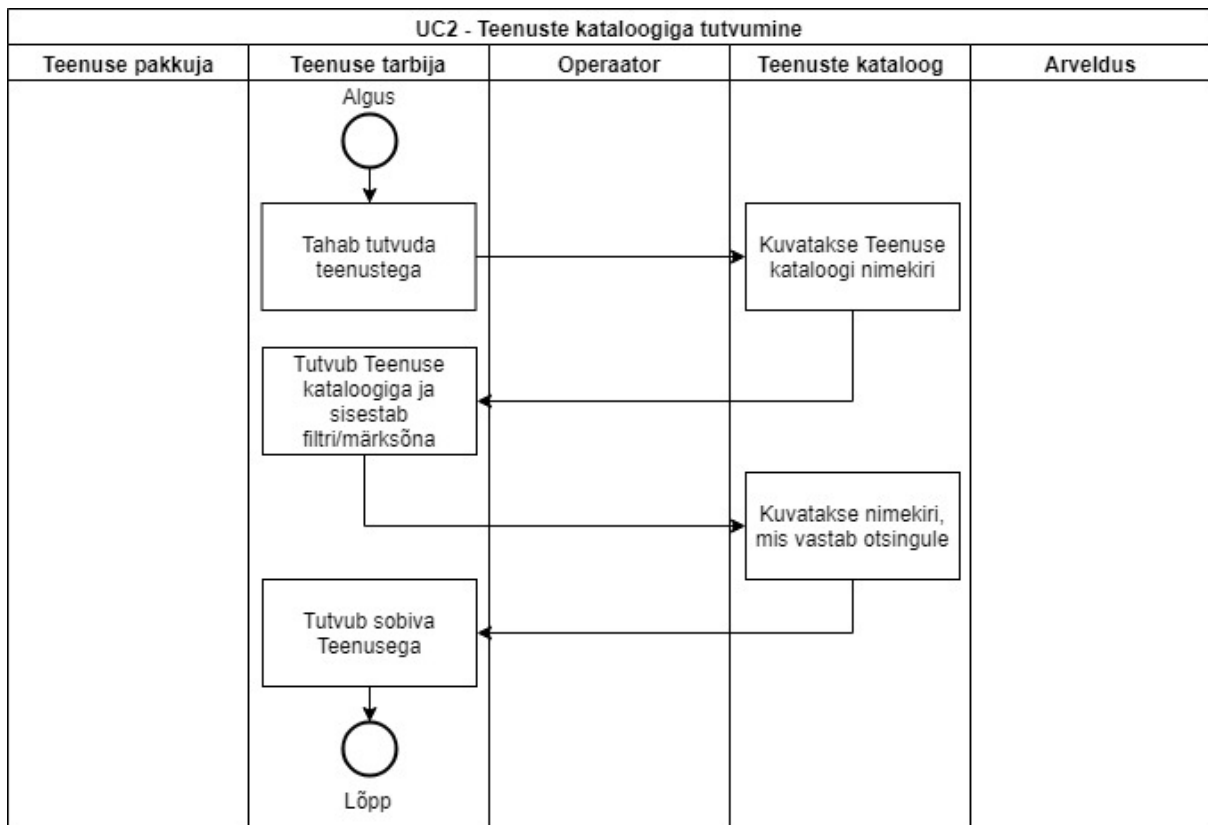 UC2 - Teenuste kataloogiga tutvumine
Teenuse pakkuja
Teenuse tarbija
Operaator
Teenuste kataloog
Arveldus
Algus
Tahab tutvuda
teenustega
Kuvatakse Teenuse
kataloogi nimekiri
Tutvub Teenuse
kataloogiga ja
sisestab
filtri/märksõna
Kuvatakse nimekiri,
mis vastab otsingule
Tutvub sobiva
Teenusega
Lõpp